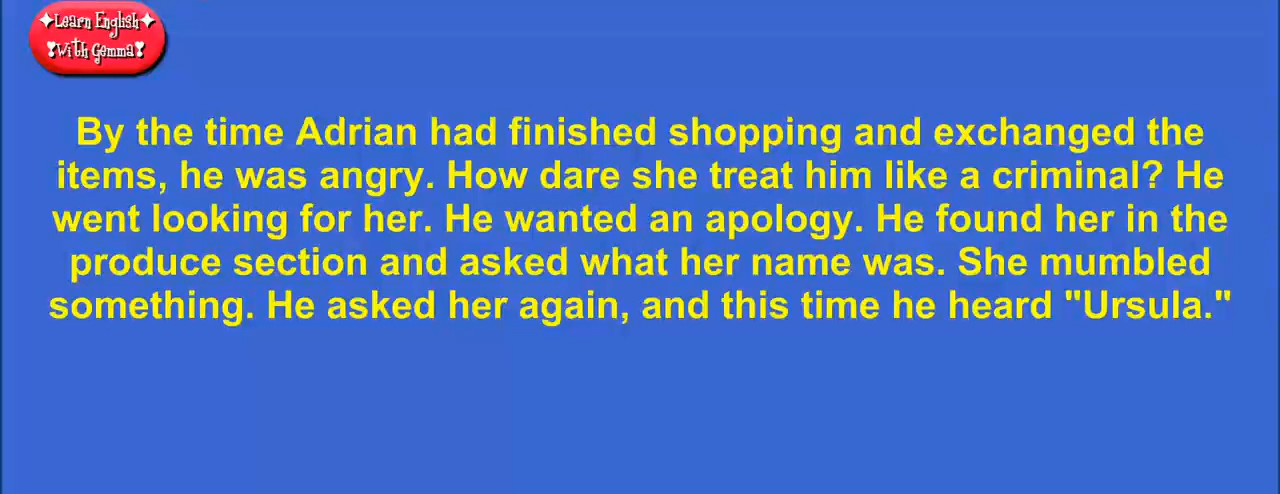 ✦Learn English✦
❣With Gemma❣
By the time Adrian had finished shopping and exchanged the
items, he was angry. How dare she treat him like a criminal? He
went looking for her. He wanted an apology. He found her in the
produce section and asked what her name was. She mumbled
something. He asked her again, and this time he heard "Ursula."